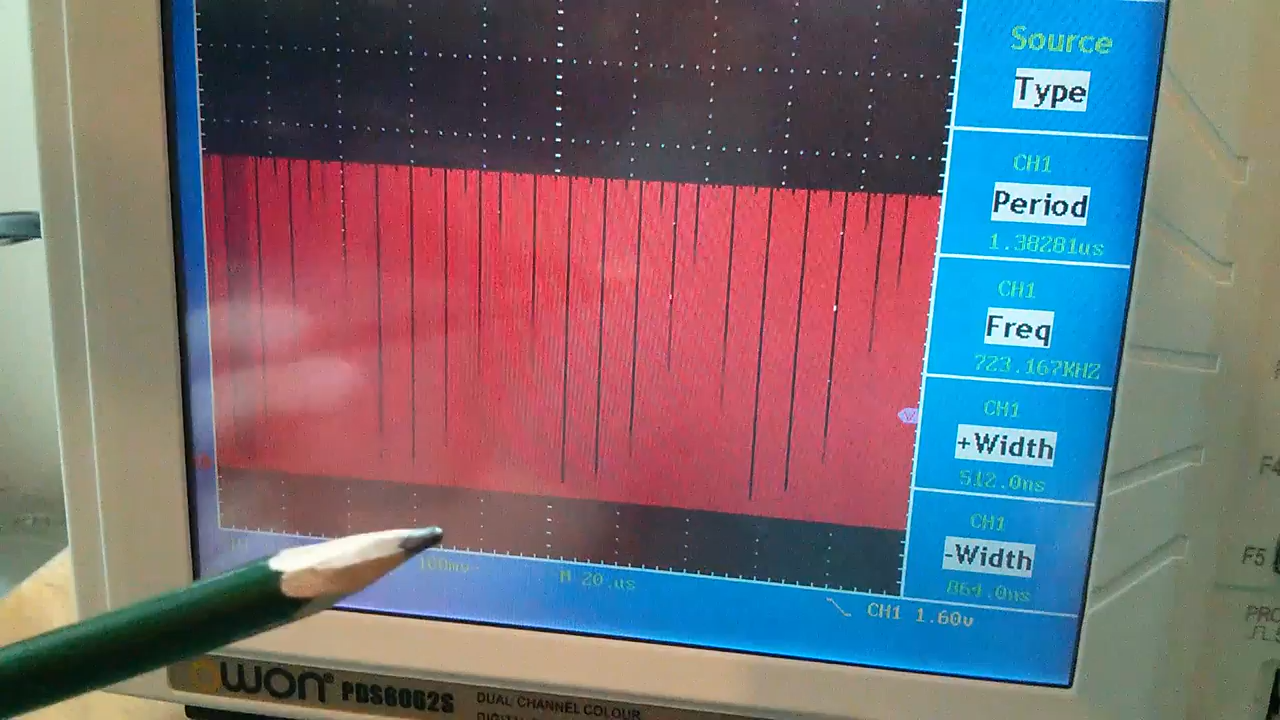 Source
Type
CH1
Period
1.38281us
CH1
Freq
723.167KHZ
CH1
+Width
512.0ns
CH1
-Width
864.0ns
100mv
M 20.us
CH1 1.60v
F5
owon® PDS6062S
DUAL CHANNEL COLOUR